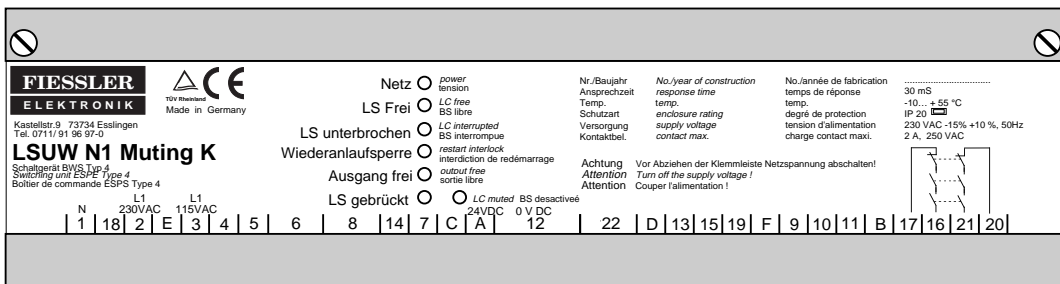 FIESSLER
ELEKTRONIK
TÜV Rheinland
Made in Germany
Kastellstr.9 73734 Esslingen
Tel. 0711/ 91 96 97-0
LSUW N1 Muting K
Schaltgerät BWS Typ 4
Switching unit ESPE Type 4
Boîtier de commande ESPS Type 4
Netz power
tension
LS Frei LC free
BS libre
LS unterbrochen LC interrupted
BS interrompue
Wiederanlaufsperre restart interlock
interdiction de redémarrage
Ausgang frei output free
sortie libre
LS gebrückt LC muted BS desactiveé
Nr./Baujahr No./year of construction No./année de fabrication ................................
Ansprechzeit response time temps de réponse 30 mS
Temp. temp. temp. -10... + 55 °C
Schutzart enclosure rating degré de protection IP 20
Versorgung supply voltage tension d'alimentation 230 VAC -15% +10 %, 50Hz
Kontaktbel. contact max. charge contact maxi. 2 A, 250 VAC
Achtung Vor Abziehen der Klemmleiste Netzspannung abschalten!
Attention Turn off the supply voltage !
Attention Couper l'alimentation !
N L1 230VAC L1 115VAC 24VDC 0 V DC
1 18 2 E 3 4 5 6 8 14 7 C A 12 22 D 13 15 19 F 9 10 11 B 17 16 21 20